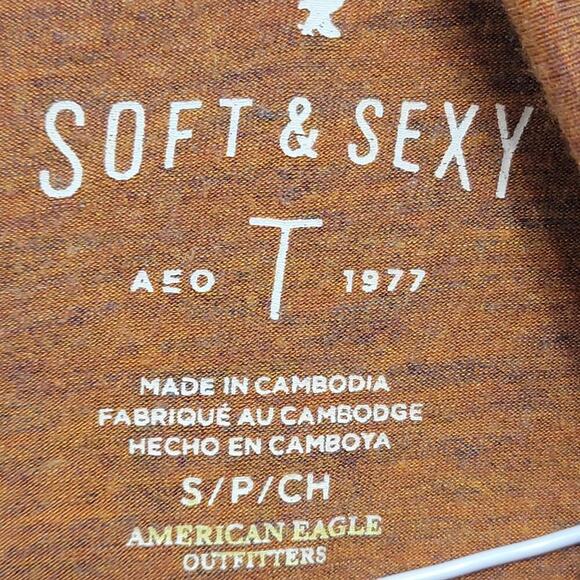 SOFT & SEXY
T
AEO 1977
MADE IN CAMBODIA
FABRIQUÉ AU CAMBODGE
HECHO EN CAMBOYA
S/P/CH
AMERICAN EAGLE
OUTFITTERS